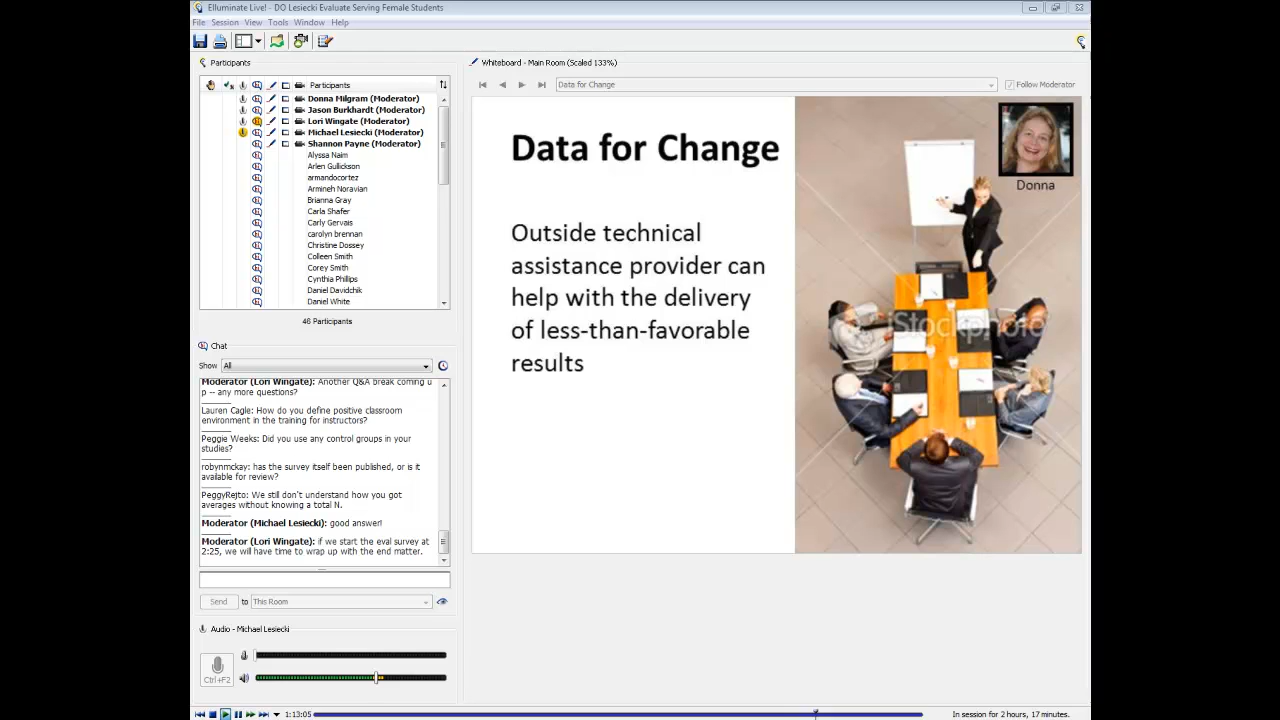 Elluminate Live! - DO Lesiecki Evaluate Serving Female Students
File Session View Tools Window Help
Participants
Participants
Donna Milgram (Moderator)
Jason Burkhardt (Moderator)
Lori Wingate (Moderator)
Michael Lesiecki (Moderator)
Shannon Payne (Moderator)
Alyssa Naim
Arlen Gullickson
armandocortez
Armineh Noravian
Brianna Gray
Carla Shafer
Carly Gervais
carolyn brennan
Christine Dossey
Colleen Smith
Corey Smith
Cynthia Phillips
Daniel Davidchik
Daniel White
46 Participants
Chat
Show All
Moderator (Lori Wingate): Another Q&A break coming u
p -- any more questions?
Lauren Cagle: How do you define positive classroom
environment in the training for instructors?
Peggie Weeks: Did you use any control groups in your
studies?
robynmckay: has the survey itself been published, or is it
available for review?
PeggyRejto: We still don't understand how you got
averages without knowing a total N.
Moderator (Michael Lesiecki): good answer!
Moderator (Lori Wingate): if we start the eval survey at
2:25, we will have time to wrap up with the end matter.
Send to This Room
Audio - Michael Lesiecki
Ctrl+F2
Whiteboard - Main Room (Scaled 133%)
Data for Change
Follow Moderator
Data for Change
Donna
Outside technical
assistance provider can
help with the delivery
of less-than-favorable
results
iStockphoto
1:13:05
In session for 2 hours, 17 minutes.